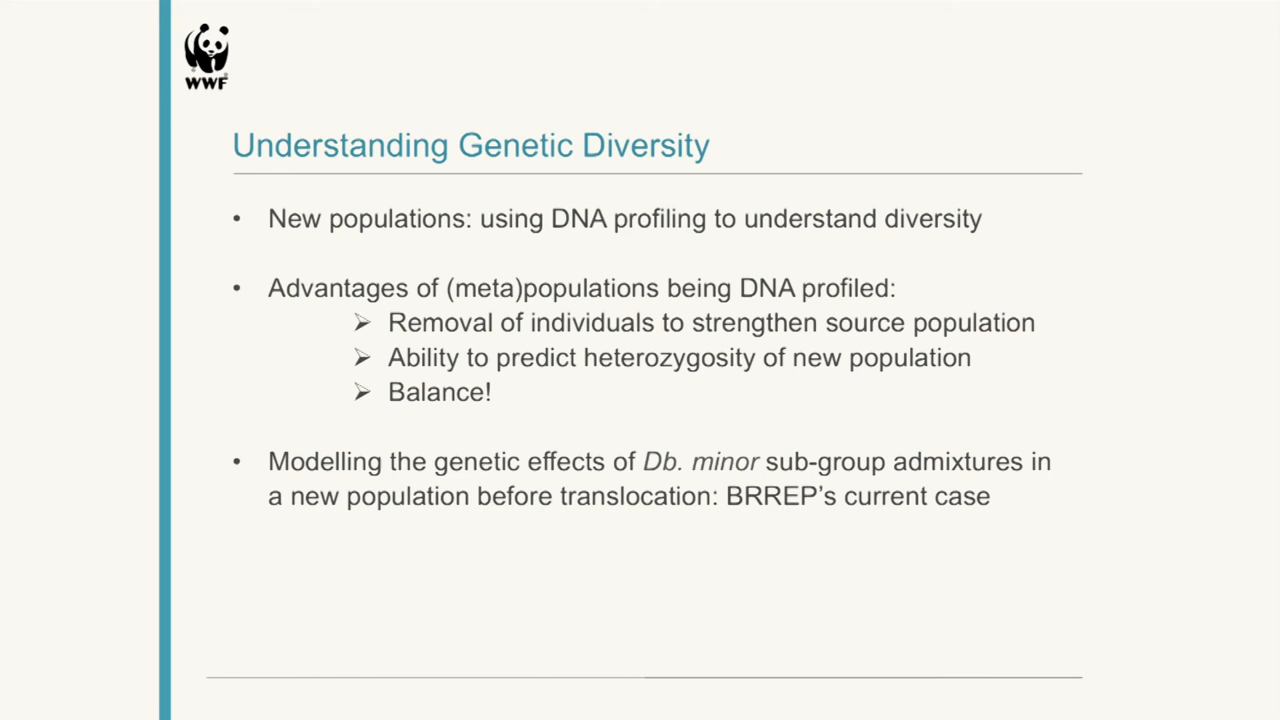 WWF
Understanding Genetic Diversity
• New populations: using DNA profiling to understand diversity
• Advantages of (meta)populations being DNA profiled:
➢ Removal of individuals to strengthen source population
➢ Ability to predict heterozygosity of new population
➢ Balance!
• Modelling the genetic effects of Db. minor sub-group admixtures in
a new population before translocation: BRREP’s current case